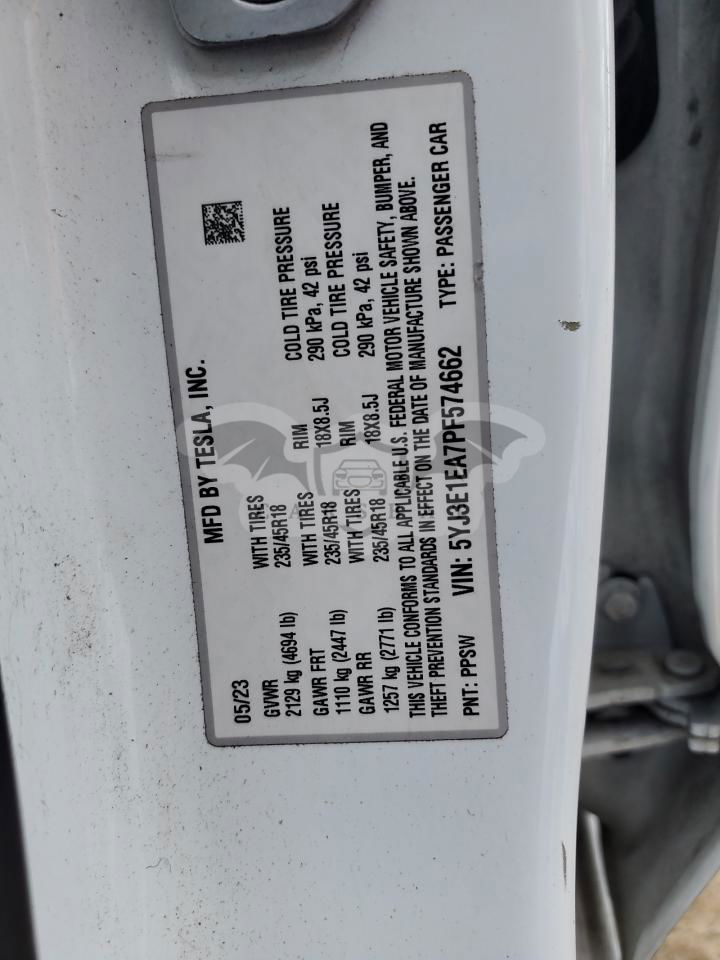 MFD BY TESLA, INC.
05/23
GVWR WITH TIRES RIM COLD TIRE PRESSURE
2129 kg (4694 lb) 235/45R18 18X8.5J 290 kPa, 42 psi
GAWR FRT WITH TIRES RIM COLD TIRE PRESSURE
1110 kg (2447 lb) 235/45R18 18X8.5J 290 kPa, 42 psi
GAWR RR
1257 kg (2771 lb) 235/45R18
THIS VEHICLE CONFORMS TO ALL APPLICABLE U.S. FEDERAL MOTOR VEHICLE SAFETY, BUMPER, AND
THEFT PREVENTION STANDARDS IN EFFECT ON THE DATE OF MANUFACTURE SHOWN ABOVE.
PNT: PPSW VIN: 5YJ3E1EA7PF574662 TYPE: PASSENGER CAR